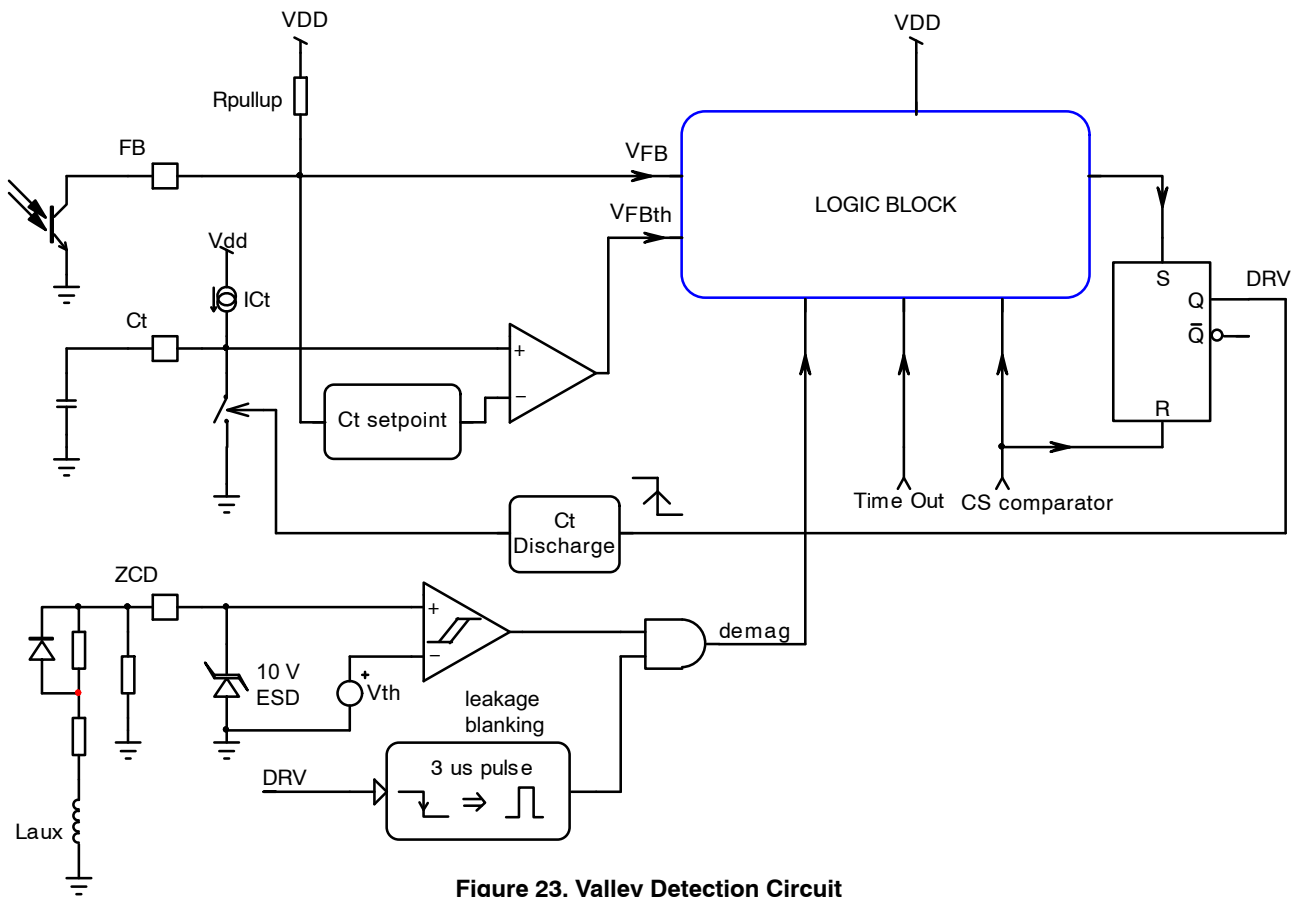 VDD
VDD
Rpullup
FB
VFB
LOGIC BLOCK
VFBth
Vdd
S
DRV
ICt
Q
Ct
Q
+
−
Ct setpoint
R
Time Out
CS comparator
Ct
Discharge
ZCD
+
demag
−
+
10 V
ESD
Vth
leakage
blanking
3 us pulse
DRV
⇒
Laux
Figure 23. Valley Detection Circuit